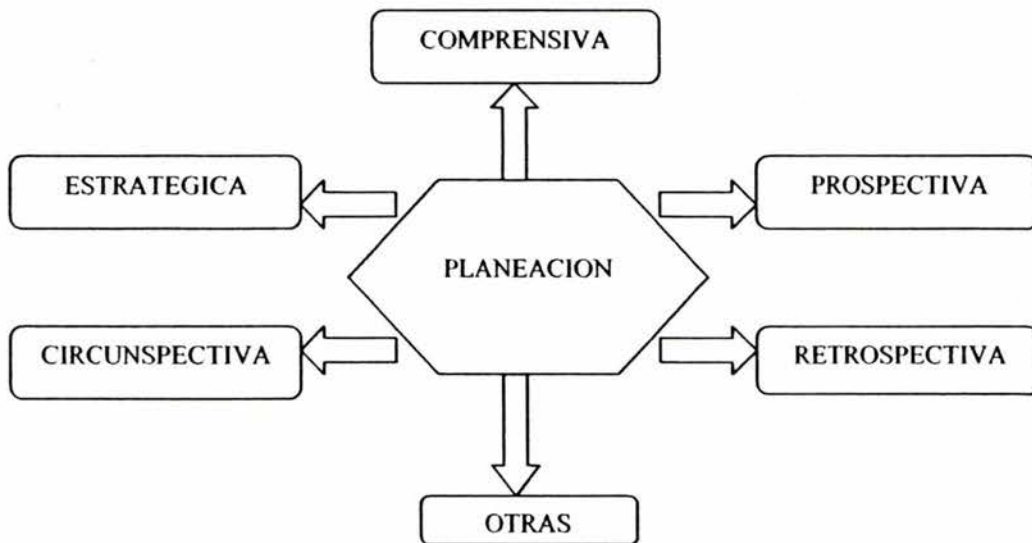 COMPRENSIVA
ESTRATEGICA
PROSPECTIVA
PLANEACION
CIRCUNSPECTIVA
RETROSPECTIVA
OTRAS